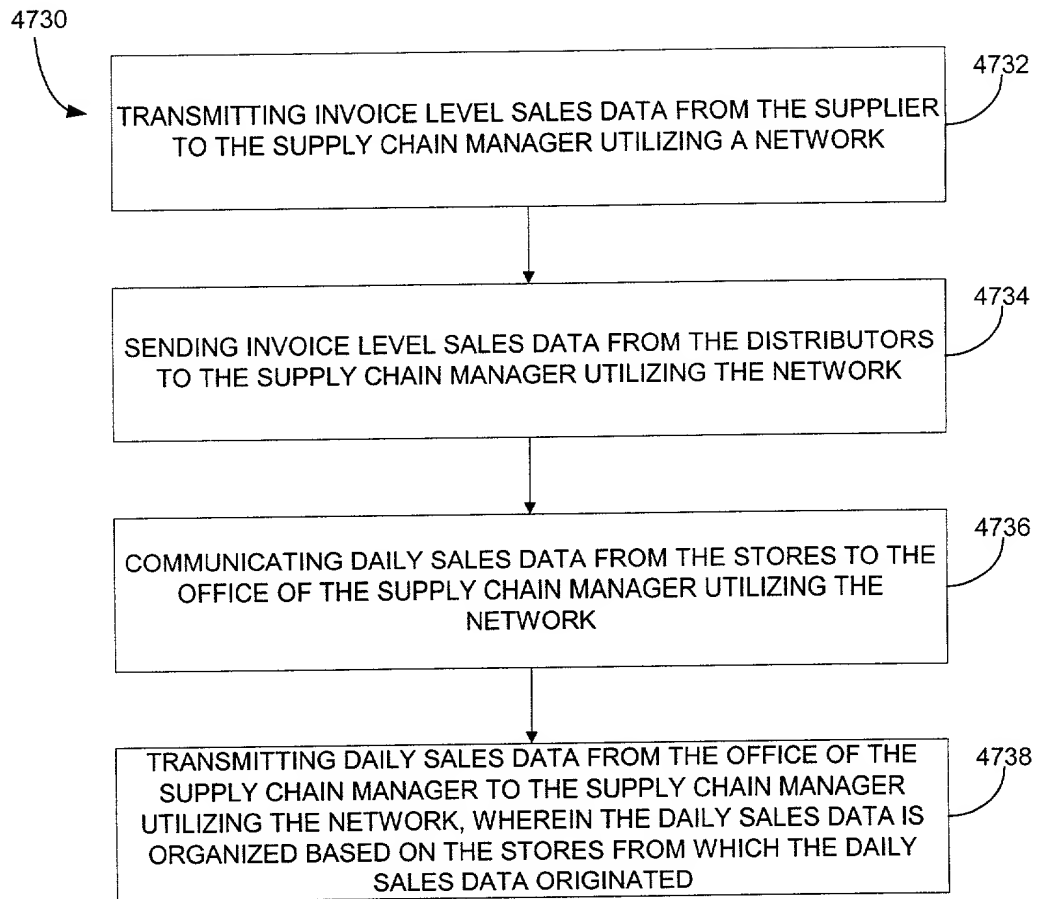 4730
4732
TRANSMITTING INVOICE LEVEL SALES DATA FROM THE SUPPLIER
TO THE SUPPLY CHAIN MANAGER UTILIZING A NETWORK
4734
SENDING INVOICE LEVEL SALES DATA FROM THE DISTRIBUTORS
TO THE SUPPLY CHAIN MANAGER UTILIZING THE NETWORK
4736
COMMUNICATING DAILY SALES DATA FROM THE STORES TO THE
OFFICE OF THE SUPPLY CHAIN MANAGER UTILIZING THE
NETWORK
4738
TRANSMITTING DAILY SALES DATA FROM THE OFFICE OF THE
SUPPLY CHAIN MANAGER TO THE SUPPLY CHAIN MANAGER
UTILIZING THE NETWORK, WHEREIN THE DAILY SALES DATA IS
ORGANIZED BASED ON THE STORES FROM WHICH THE DAILY
SALES DATA ORIGINATED